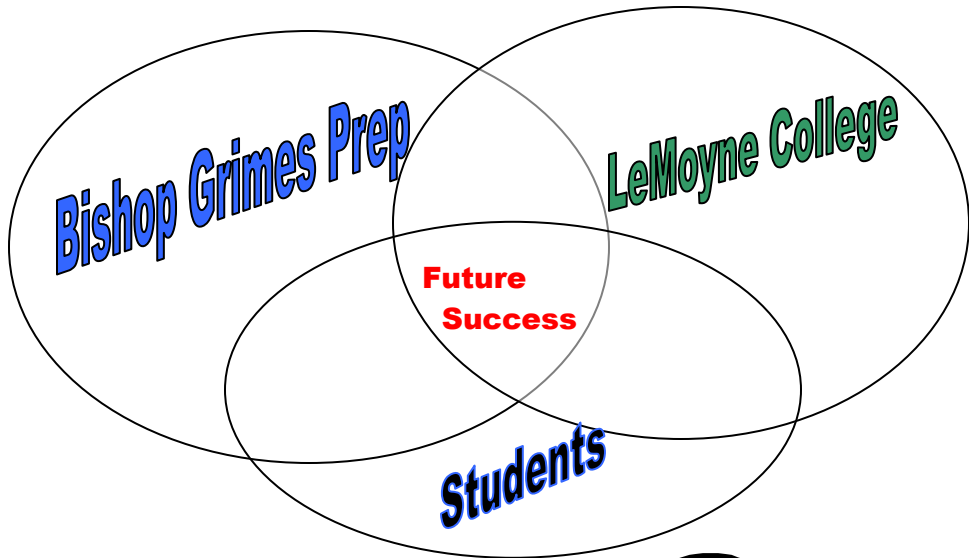 Bishop Grimes Prep
LeMoyne College
Future
Success
Students